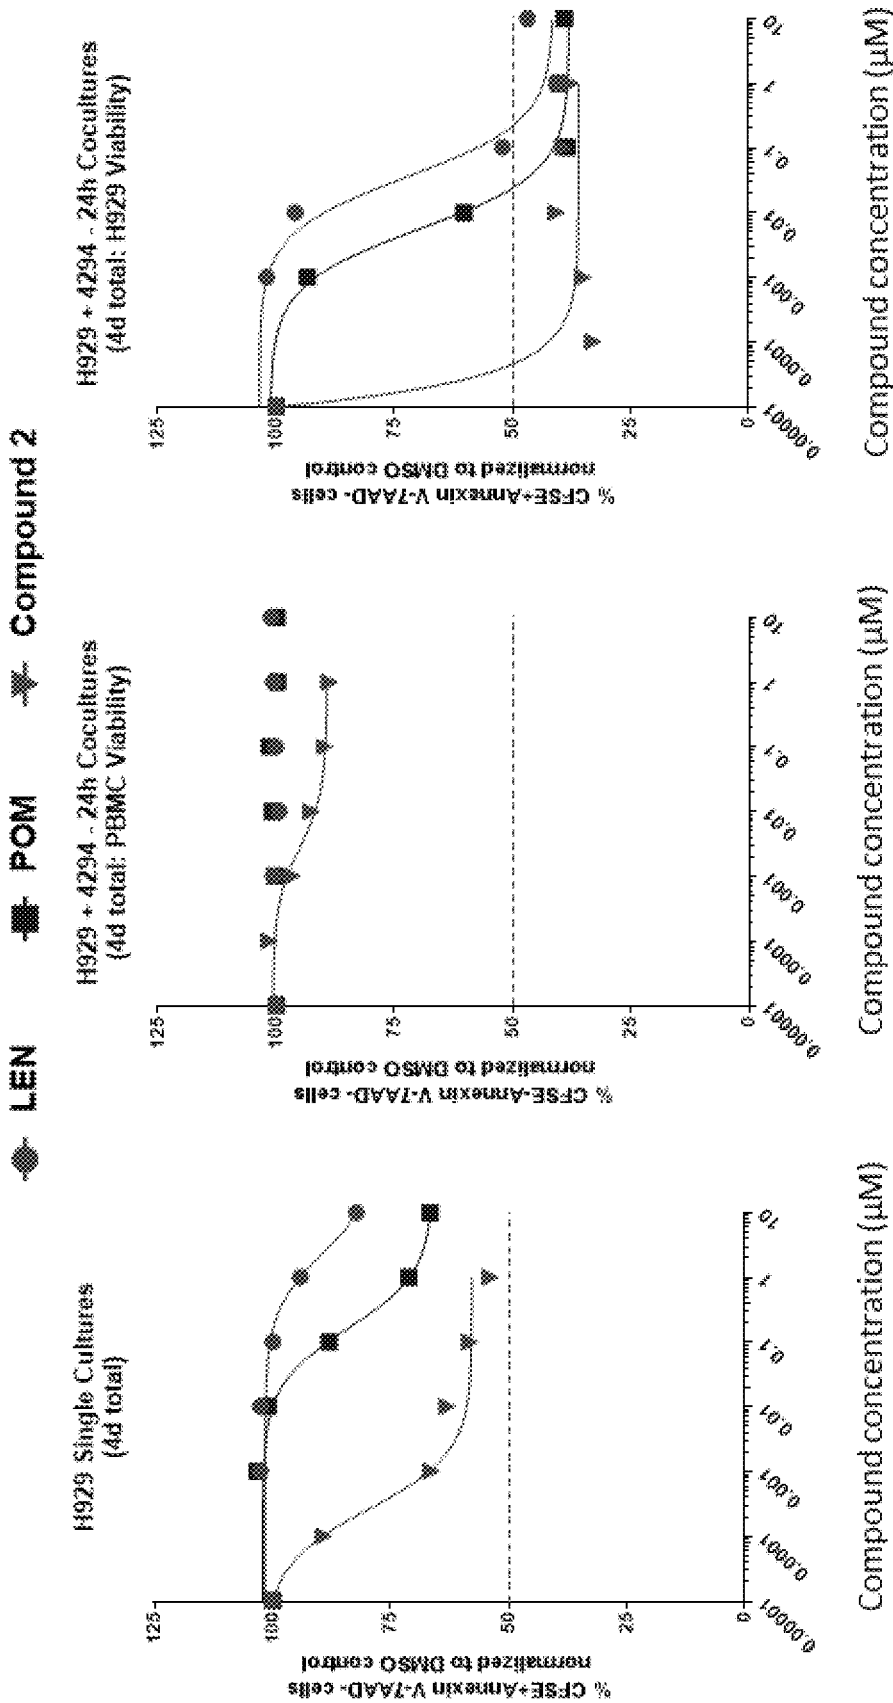 LEN POM Compound 2
H929 Single Cultures
(4d total)
% CFSE+Annexin V-7AAD- cells
normalized to DMSO control
125
100
75
50
25
0
0.00001 0.0001 0.001 0.01 0.1 1 10
Compound concentration (µM)
H929 + 4294 - 24h Cocultures
(4d total: PBMC Viability)
% CFSE-Annexin V-7AAD- cells
normalized to DMSO control
125
100
75
50
25
0
0.00001 0.0001 0.001 0.01 0.1 1 10
Compound concentration (µM)
H929 + 4294 - 24h Cocultures
(4d total: H929 Viability)
% CFSE+Annexin V-7AAD- cells
normalized to DMSO control
125
100
75
50
25
0
0.00001 0.0001 0.001 0.01 0.1 1 10
Compound concentration (µM)